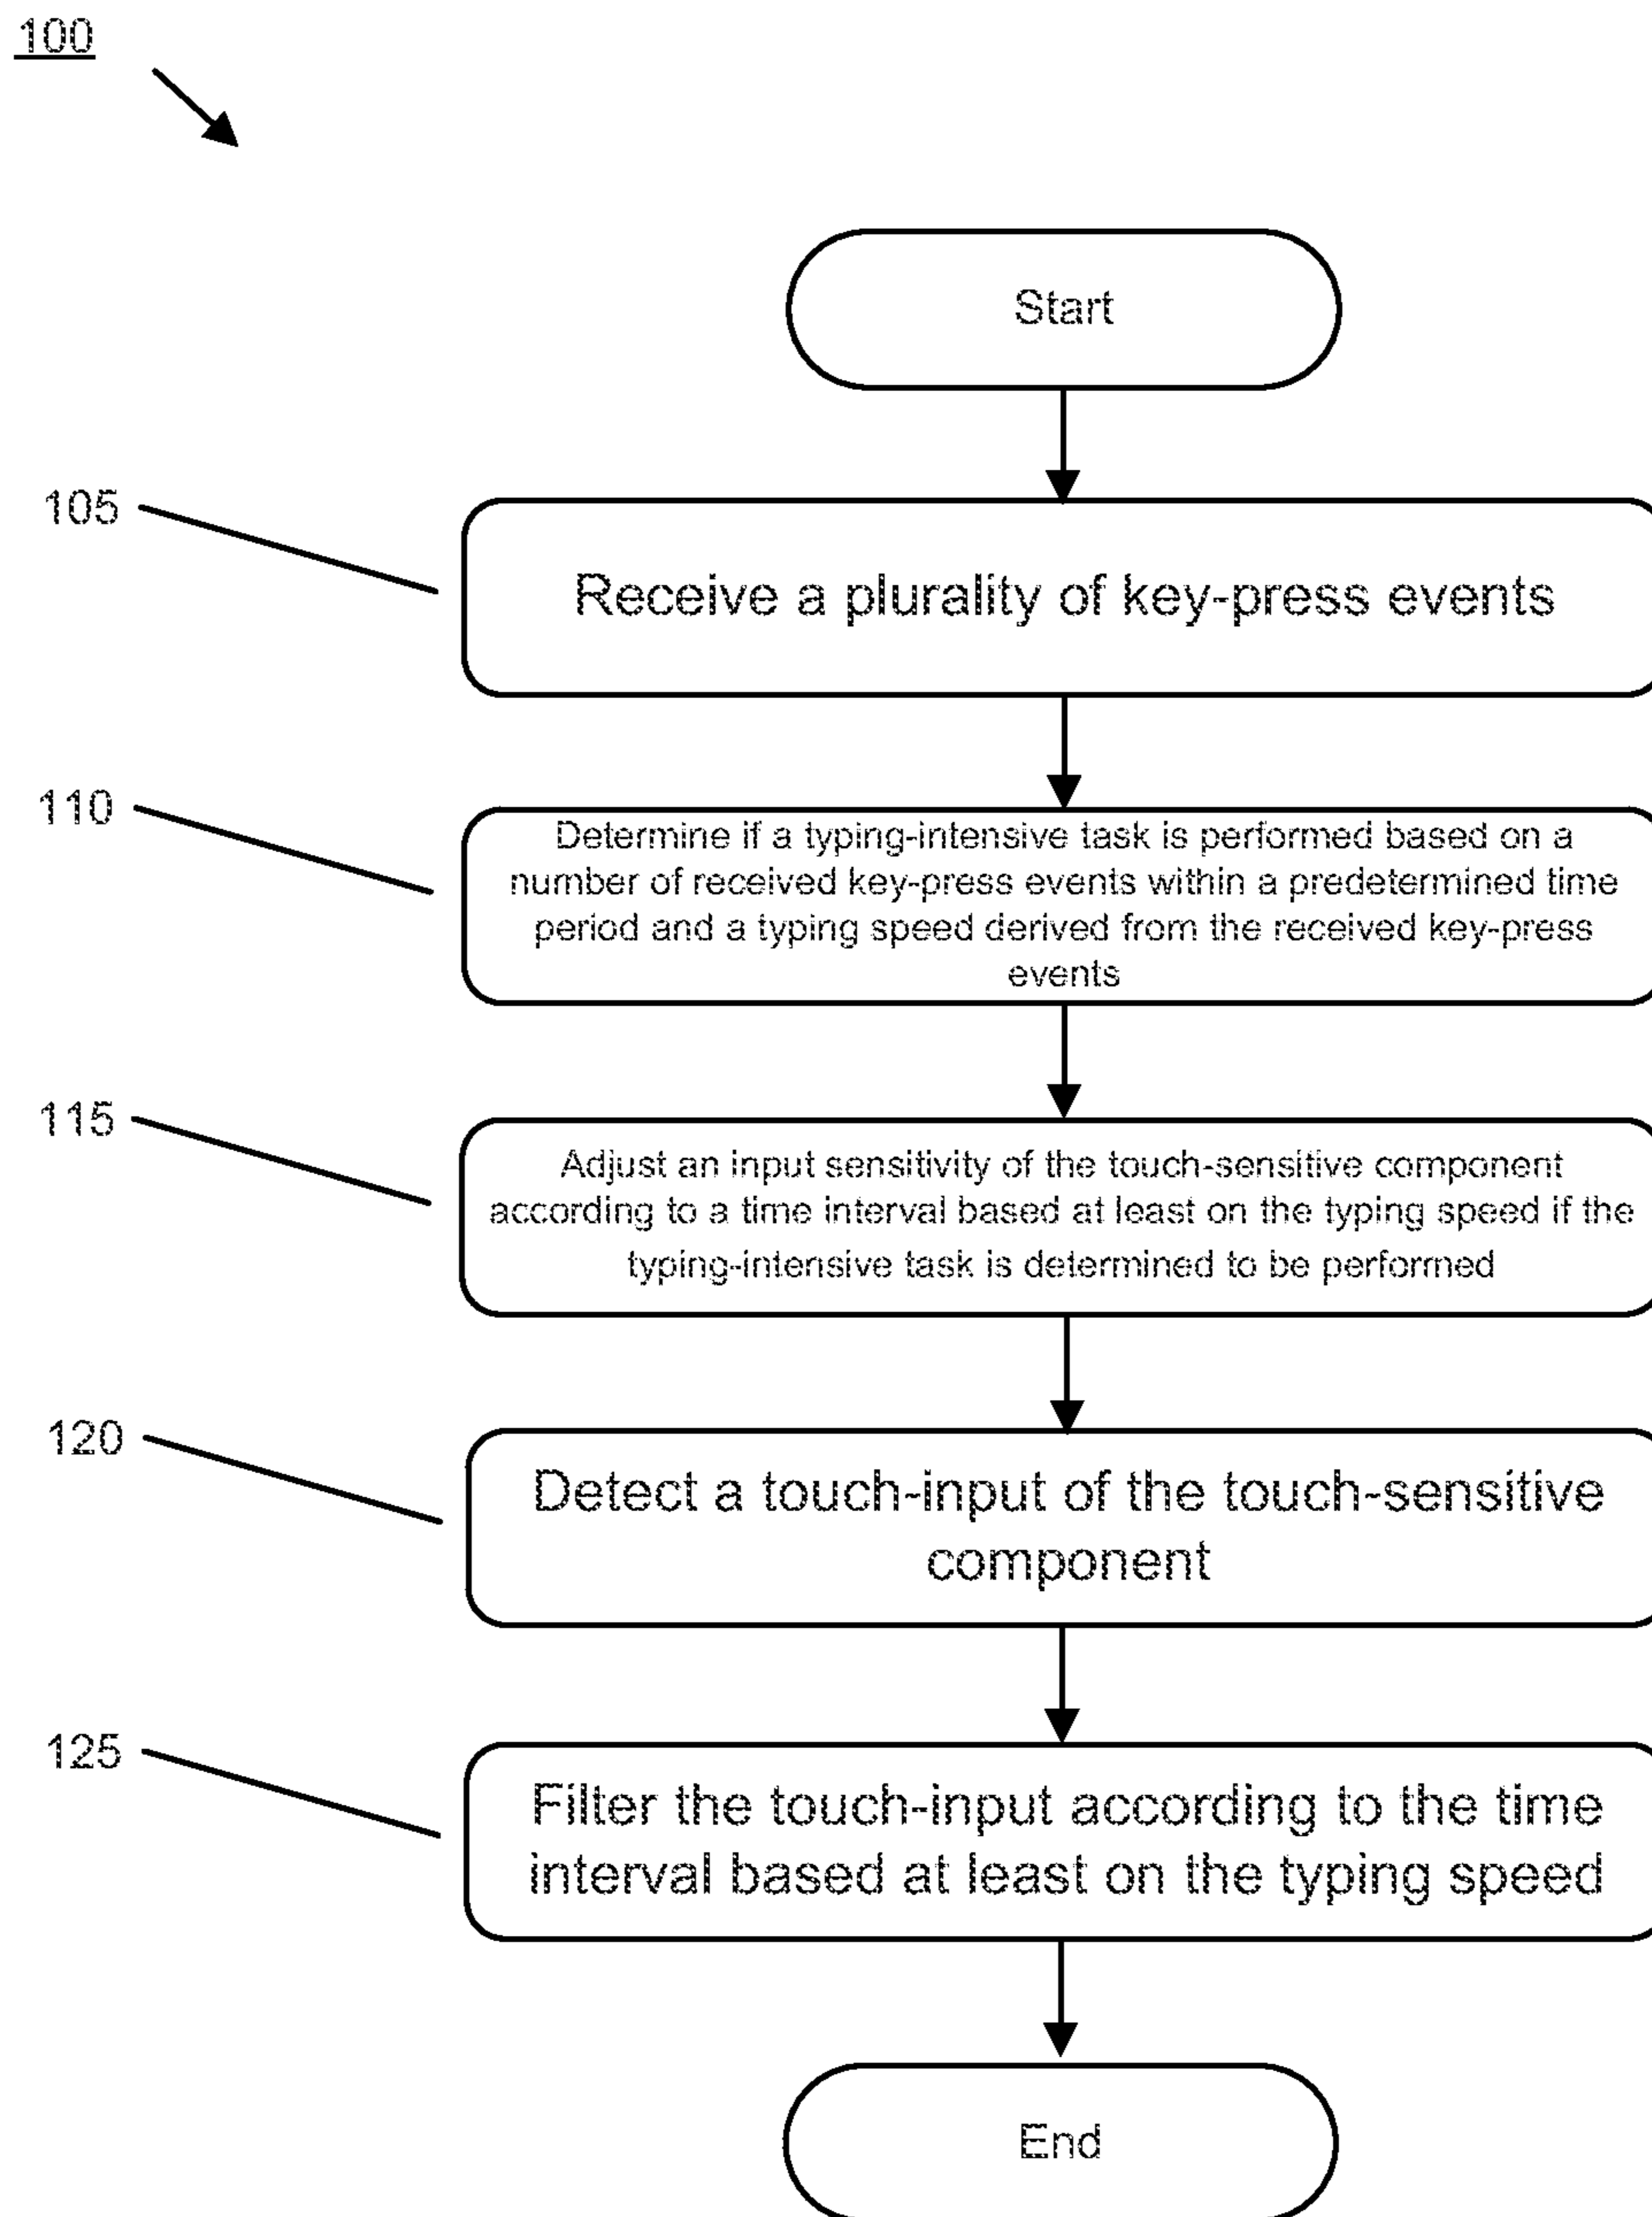 100
Start
105
Receive a plurality of key-press events
110
Determine if a typing-intensive task is performed based on a
number of received key-press events within a predetermined time
period and a typing speed derived from the received key-press
events
115
Adjust an input sensitivity of the touch-sensitive component
according to a time interval based at least on the typing speed if the
typing-intensive task is determined to be performed
120
Detect a touch-input of the touch-sensitive
component
125
Filter the touch-input according to the time
interval based at least on the typing speed
End